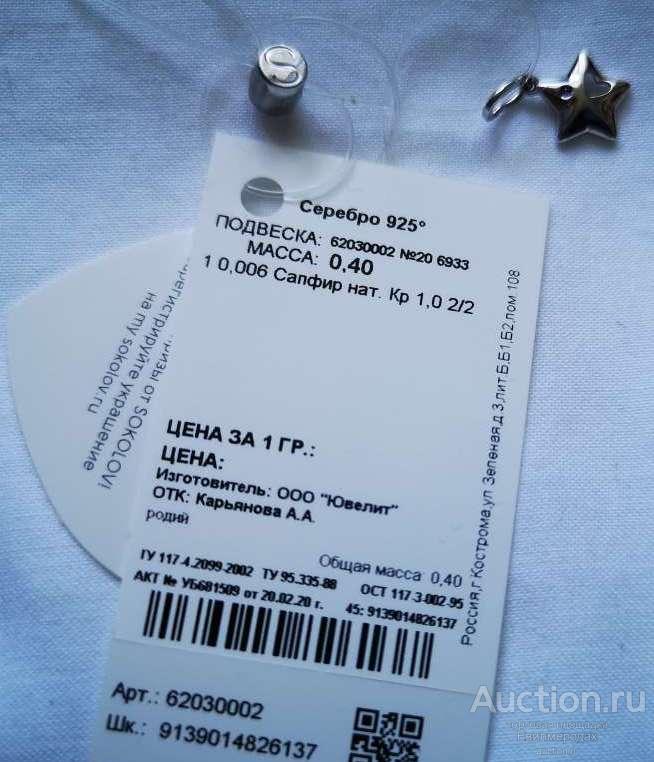 Серебро 925°
ПОДВЕСКА: 62030002 №20 6933
МАССА: 0,40
1 0,006 Сапфир нат. Кр 1,0 2/2
ЦЕНА ЗА 1 ГР.:
ЦЕНА:
Изготовитель: ООО "Ювелит"
ОТК: Карьянова А.А.
родий
Общая масса 0,40
ТУ 117-4.2099-2002 ТУ 95.335-88 ОСТ 117-3-002-95
АКТ № УБ681509 от 20.02.20 г. 45: 9139014826137
Арт.: 62030002
Шк.: 9139014826137
Россия,г.Кострома,ул Зеленая,д 3,лит Б,Б1,Б2,пом 108
от SOKOLOV!
украшение
на my.sokolov.ru
Auction.ru